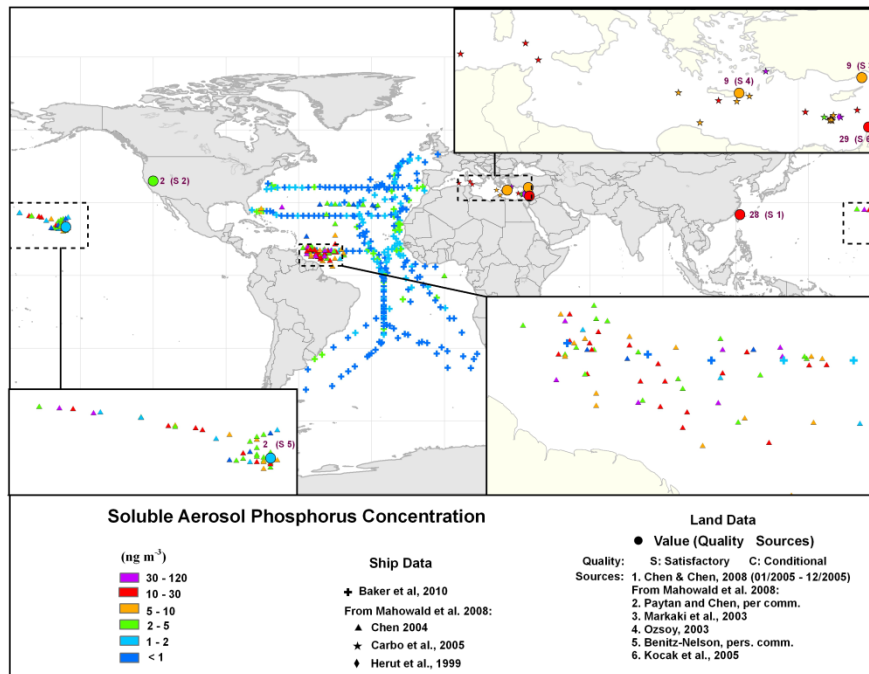 9 (S
9 (S 4)
29 (S 6
2 (S 2)
28 (S 1)
2 (S 5)
Soluble Aerosol Phosphorus Concentration
(ng m⁻³)
30 - 120
10 - 30
5 - 10
2 - 5
1 - 2
< 1
Ship Data
Baker et al, 2010
From Mahowald et al. 2008:
Chen 2004
Carbo et al., 2005
Herut et al., 1999
Land Data
Value (Quality Sources)
Quality: S: Satisfactory C: Conditional
Sources: 1. Chen & Chen, 2008 (01/2005 - 12/2005)
From Mahowald et al. 2008:
2. Paytan and Chen, per comm.
3. Markaki et al., 2003
4. Ozsoy, 2003
5. Benitz-Nelson, pers. comm.
6. Kocak et al., 2005